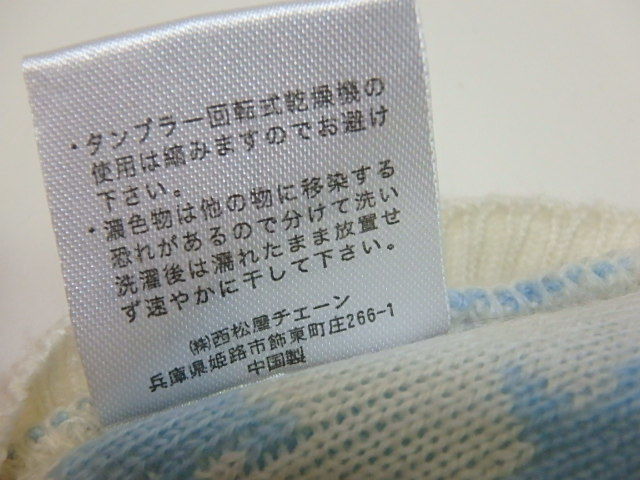 ・タンブラー回転式乾燥機の
使用は縮みますのでお避け
下さい。
・濃色物は他の物に移染する
恐れがあるので分けて洗い
洗濯後は濡れたまま放置せ
ず速やかに干して下さい。
㈱西松屋チエーン
兵庫県姫路市飾東町庄266-1
中国製